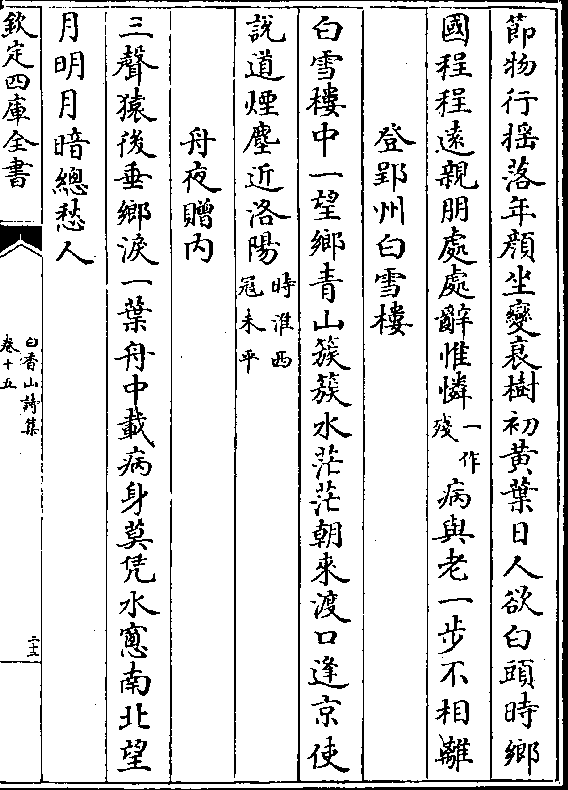 節物行揺落年顔坐變衰樹初黄葉日人欲白頭時鄉
國程程逺親朋處處辭惟憐一作殘病與老一步不相離
登郢州白雪樓
白雪樓中一望鄉青山簇簇水茫茫朝來渡口逢京使
說道煙塵近洛陽時淮西冦未平
舟夜贈内
三聲猿後垂鄉淚一葉舟中載病身莫凭水窻南北望
月明月暗總愁人
欽定四庫全書
白香山詩集
卷十五
二十五